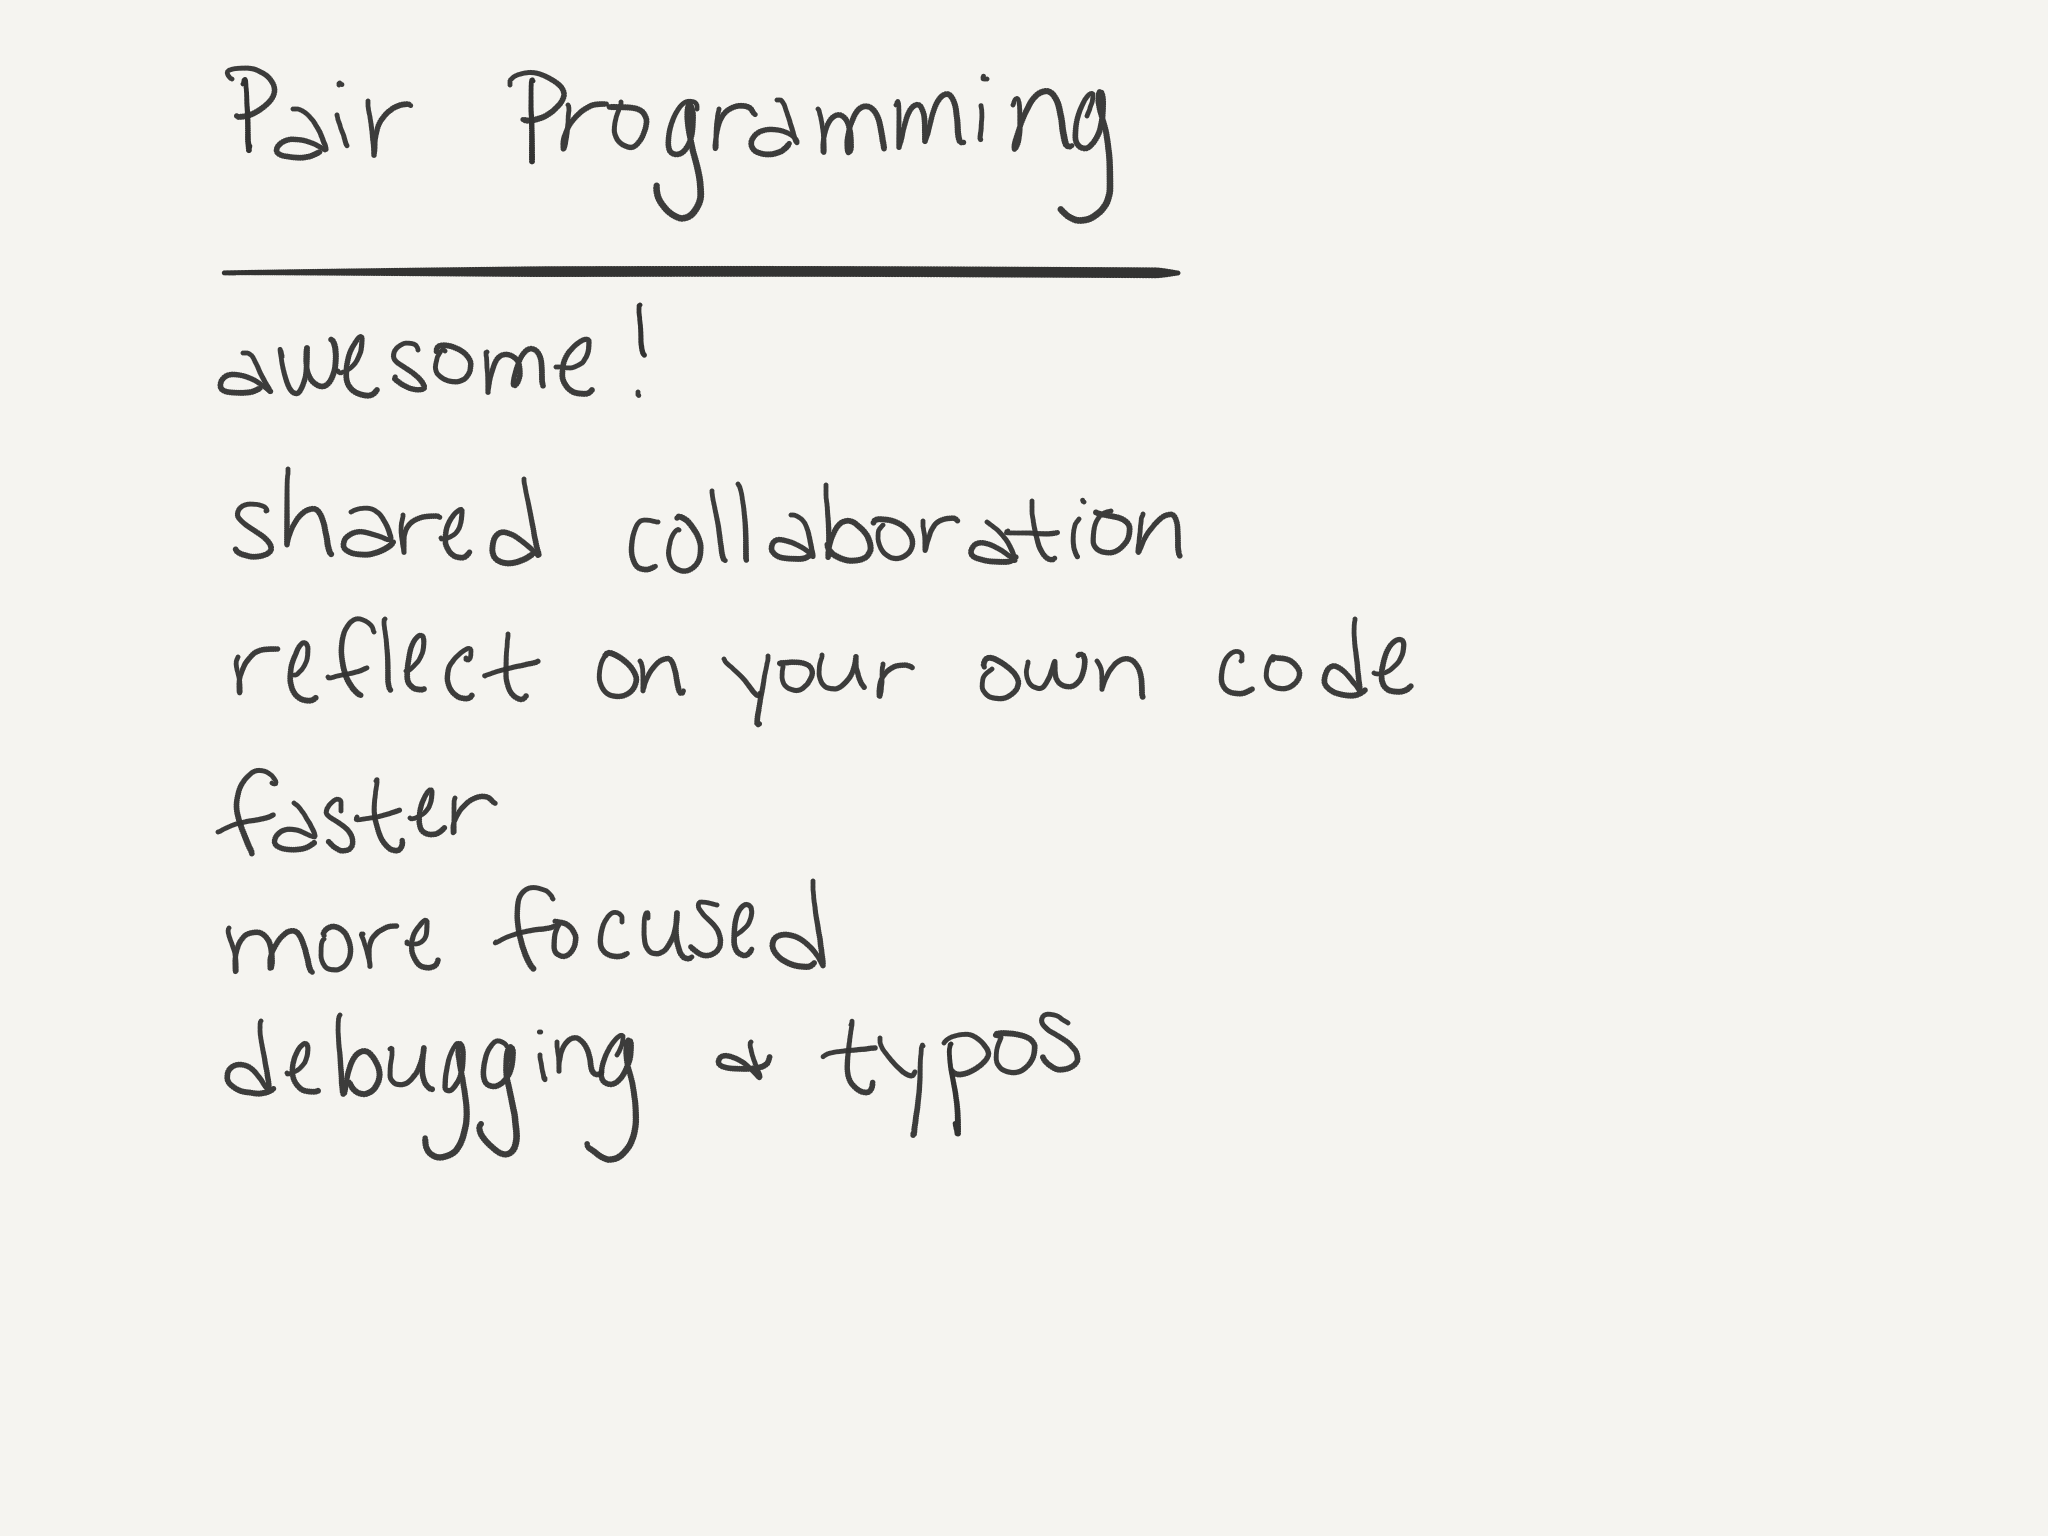 Pair Programming
awesome!
shared collaboration
reflect on your own code
faster
more focused
debugging & typos